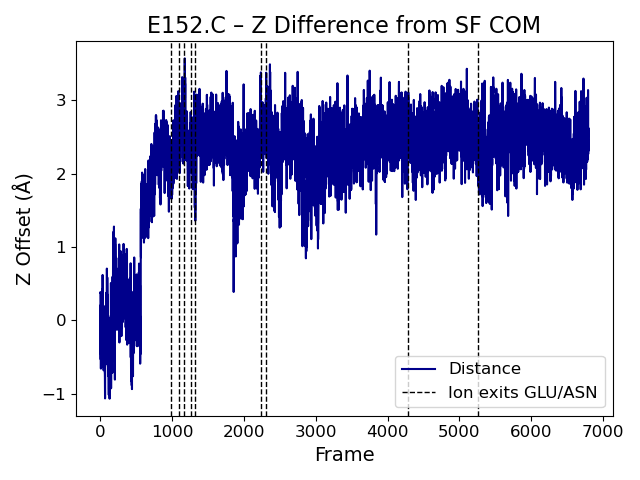 E152.C – Z Difference from SF COM
Z Offset (Å)
3
2
1
0
−1
Distance
Ion exits GLU/ASN
0 1000 2000 3000 4000 5000 6000 7000
Frame